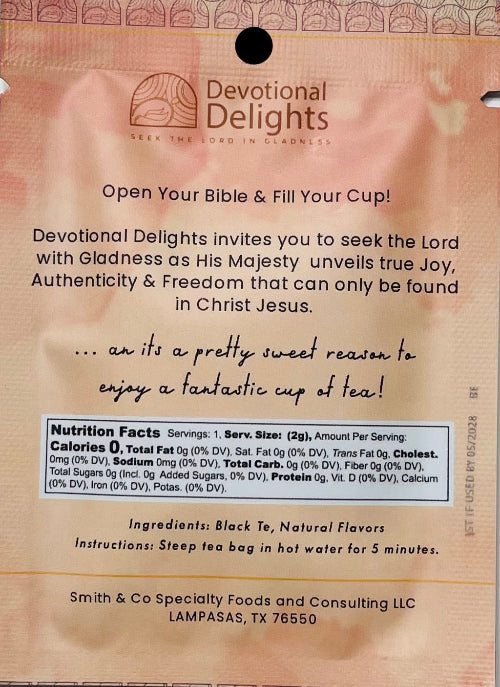 Devotional
Delights
SEEK THE LORD IN GLADNESS
Open Your Bible & Fill Your Cup!
Devotional Delights invites you to seek the Lord
with Gladness as His Majesty unveils true Joy,
Authenticity & Freedom that can only be found
in Christ Jesus.
... an its a pretty sweet reason to
enjoy a fantastic cup of tea!
Nutrition Facts Servings: 1, Serv. Size: (2g), Amount Per Serving:
Calories 0, Total Fat 0g (0% DV), Sat. Fat 0g (0% DV), Trans Fat 0g, Cholest.
0mg (0% DV), Sodium 0mg (0% DV), Total Carb. 0g (0% DV), Fiber 0g (0% DV),
Total Sugars 0g (Incl. 0g Added Sugars, 0% DV), Protein 0g, Vit. D (0% DV), Calcium
(0% DV), Iron (0% DV), Potas. (0% DV).
Ingredients: Black Te, Natural Flavors
Instructions: Steep tea bag in hot water for 5 minutes.
Smith & Co Specialty Foods and Consulting LLC
LAMPASAS, TX 76550
BE
ST IF USED BY 05/2028